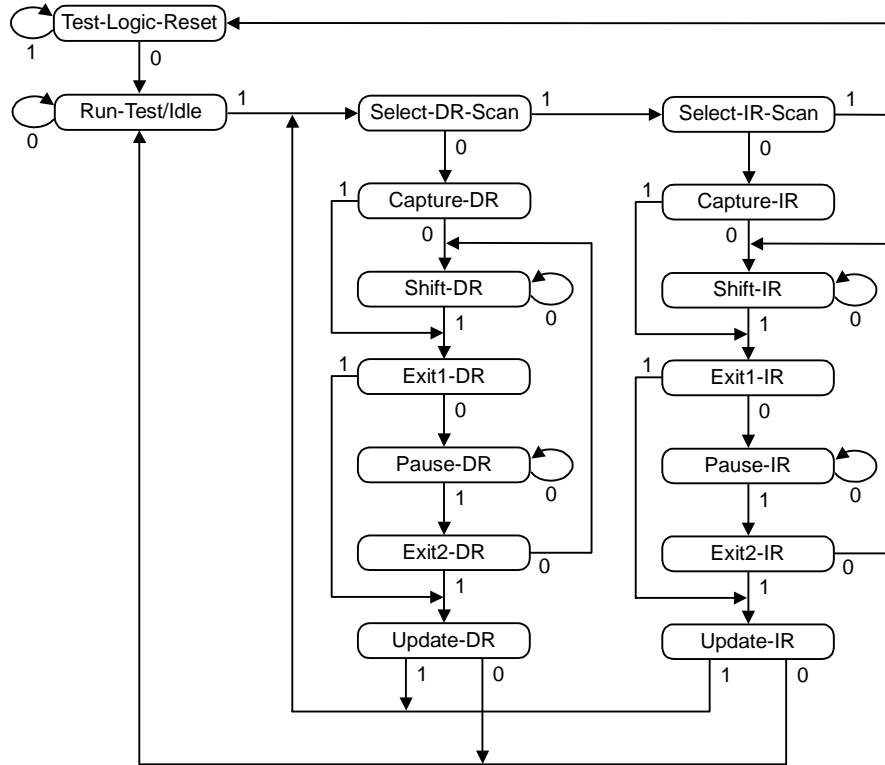 Test-Logic-Reset
1
0
Run-Test/Idle
1
0
Select-DR-Scan
1
0
Select-IR-Scan
1
0
1
Capture-DR
0
1
Capture-IR
0
Shift-DR
0
1
Shift-IR
0
1
1
Exit1-DR
0
1
Exit1-IR
0
Pause-DR
0
1
Pause-IR
0
1
Exit2-DR
0
1
Exit2-IR
0
1
Update-DR
1
0
Update-IR
1
0